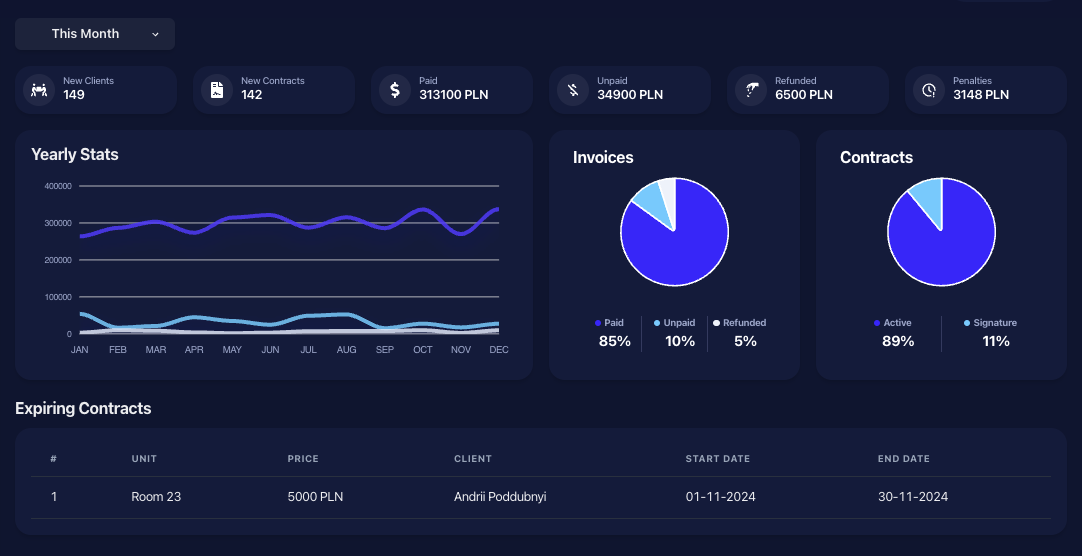 This Month
New Clients
149
New Contracts
142
Paid
313100 PLN
Unpaid
34900 PLN
Refunded
6500 PLN
Penalties
3148 PLN
Yearly Stats
400000
300000
200000
100000
0
JAN FEB MAR APR MAY JUN JUL AUG SEP OCT NOV DEC
Invoices
Paid Unpaid Refunded
85% 10% 5%
Contracts
Active Signature
89% 11%
Expiring Contracts
# UNIT PRICE CLIENT START DATE END DATE
1 Room 23 5000 PLN Andrii Poddubnyi 01-11-2024 30-11-2024